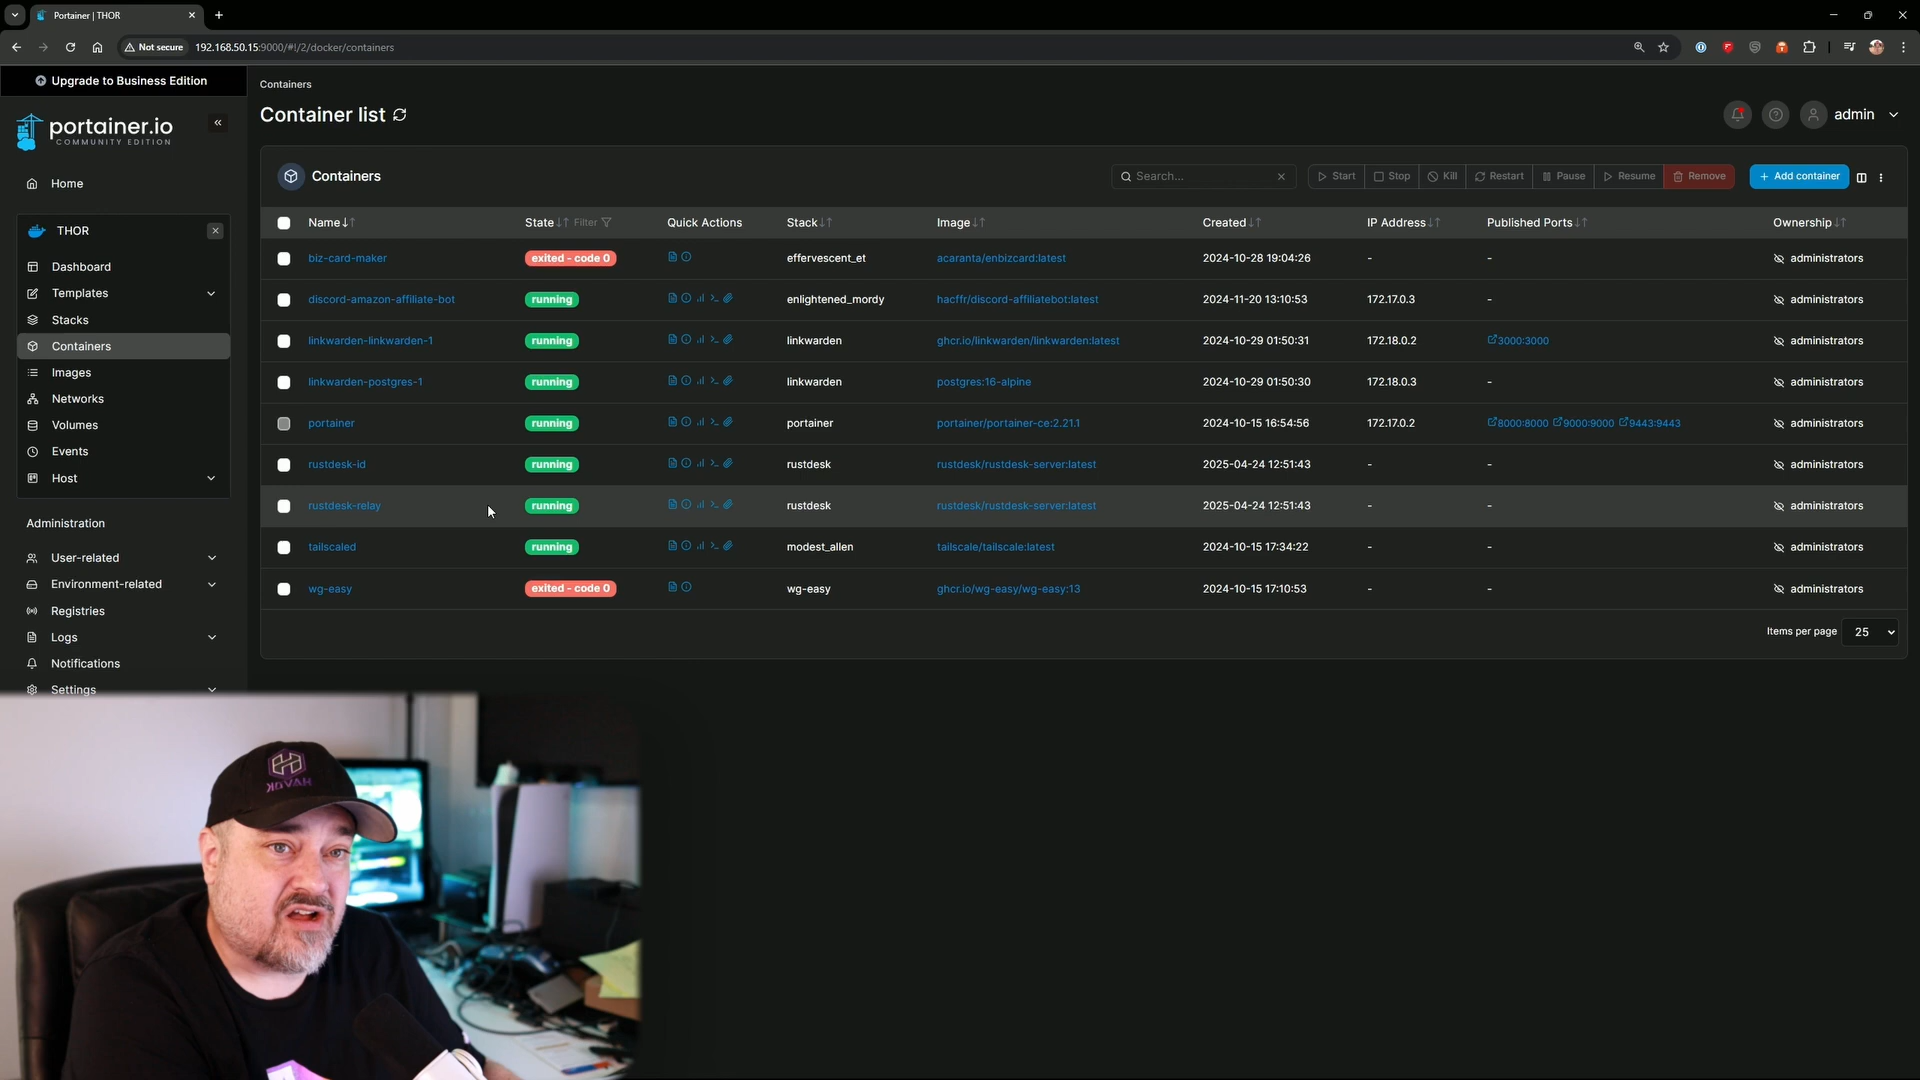 Portainer | THOR
Not secure 192.168.50.15:9000/#!/2/docker/containers
Upgrade to Business Edition
portainer.io
COMMUNITY EDITION
Home
THOR
Dashboard
Templates
Stacks
Containers
Images
Networks
Volumes
Events
Host
Administration
User-related
Environment-related
Registries
Logs
Notifications
Settings
Containers
Container list
admin
Containers
Search... Start Stop Kill Restart Pause Resume Remove + Add container
Name State Filter Quick Actions Stack Image Created IP Address Published Ports Ownership
biz-card-maker exited - code 0 effervescent_et acaranta/enbizcard:latest 2024-10-28 19:04:26 - - administrators
discord-amazon-affiliate-bot running enlightened_mordy hacffr/discord-affiliatebot:latest 2024-11-20 13:10:53 172.17.0.3 - administrators
linkwarden-linkwarden-1 running linkwarden ghcr.io/linkwarden/linkwarden:latest 2024-10-29 01:50:31 172.18.0.2 3000:3000 administrators
linkwarden-postgres-1 running linkwarden postgres:16-alpine 2024-10-29 01:50:30 172.18.0.3 - administrators
portainer running portainer portainer/portainer-ce:2.21.1 2024-10-15 16:54:56 172.17.0.2 8000:8000 9000:9000 9443:9443 administrators
rustdesk-id running rustdesk rustdesk/rustdesk-server:latest 2025-04-24 12:51:43 - - administrators
rustdesk-relay running rustdesk rustdesk/rustdesk-server:latest 2025-04-24 12:51:43 - - administrators
tailscaled running modest_allen tailscale/tailscale:latest 2024-10-15 17:34:22 - - administrators
wg-easy exited - code 0 wg-easy ghcr.io/wg-easy/wg-easy:13 2024-10-15 17:10:53 - - administrators
Items per page 25